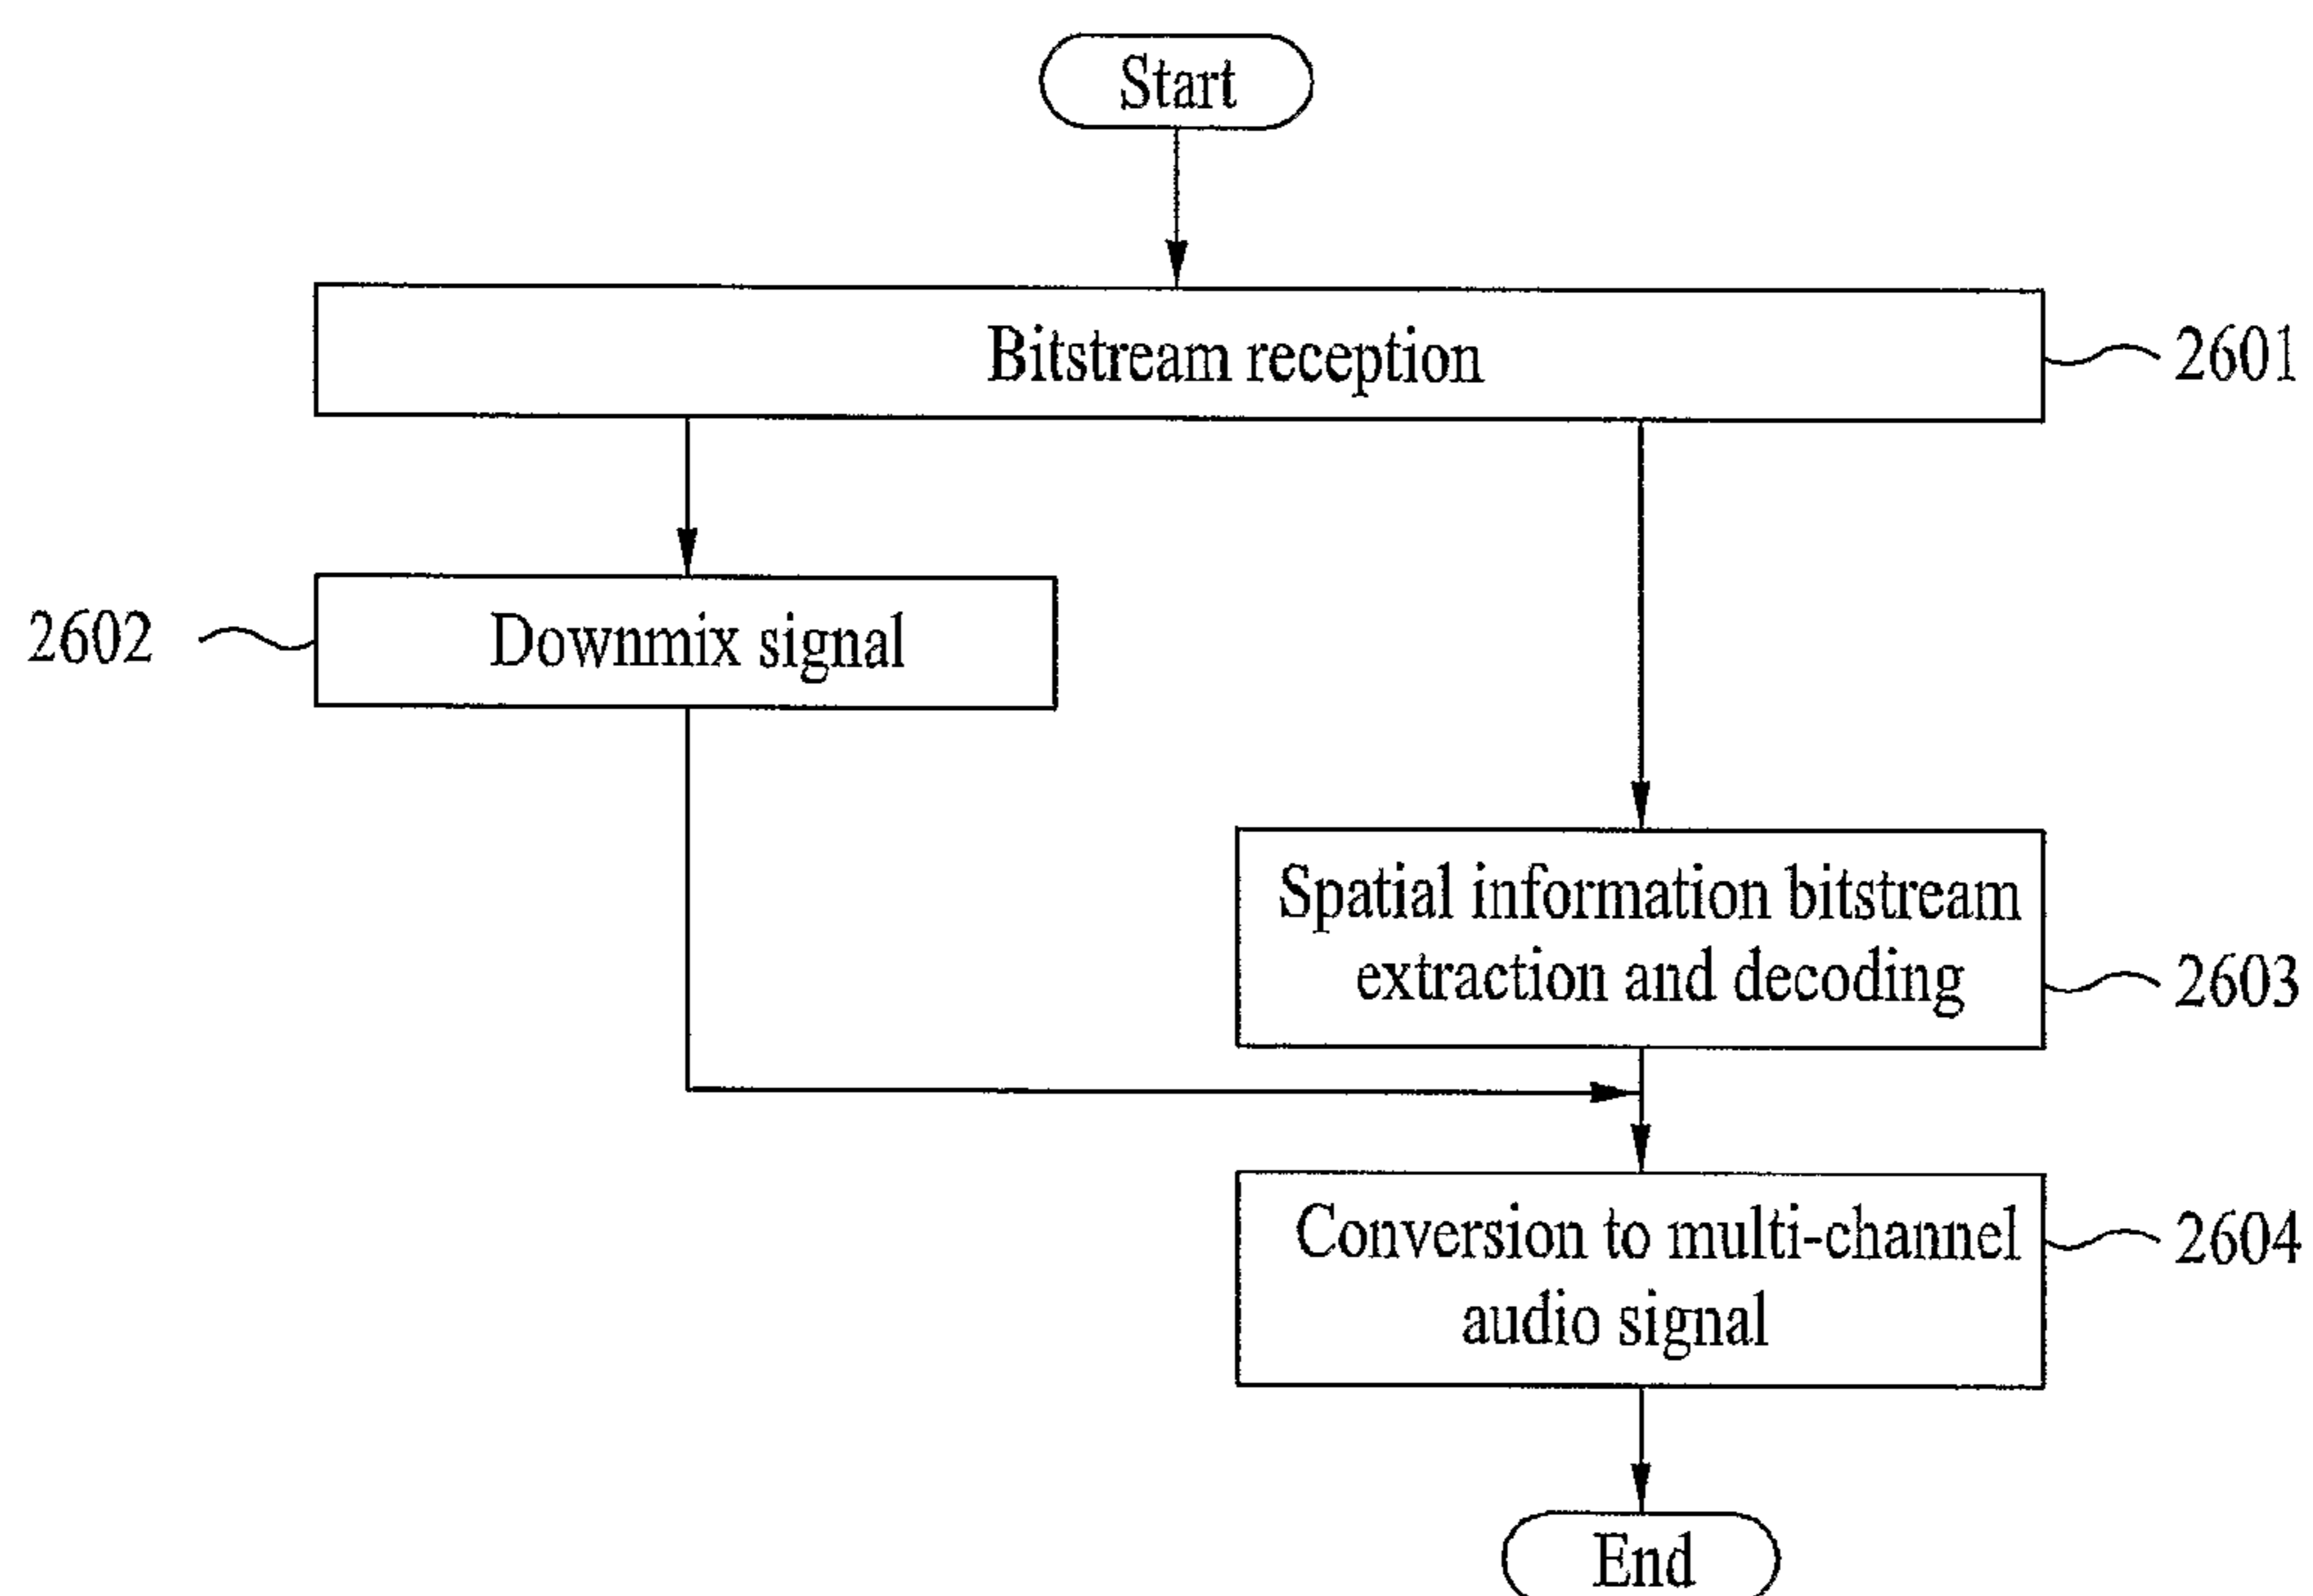 Start
Bitstream reception
2601
2602
Downmix signal
Spatial information bitstream
extraction and decoding
2603
Conversion to multi-channel
audio signal
2604
End